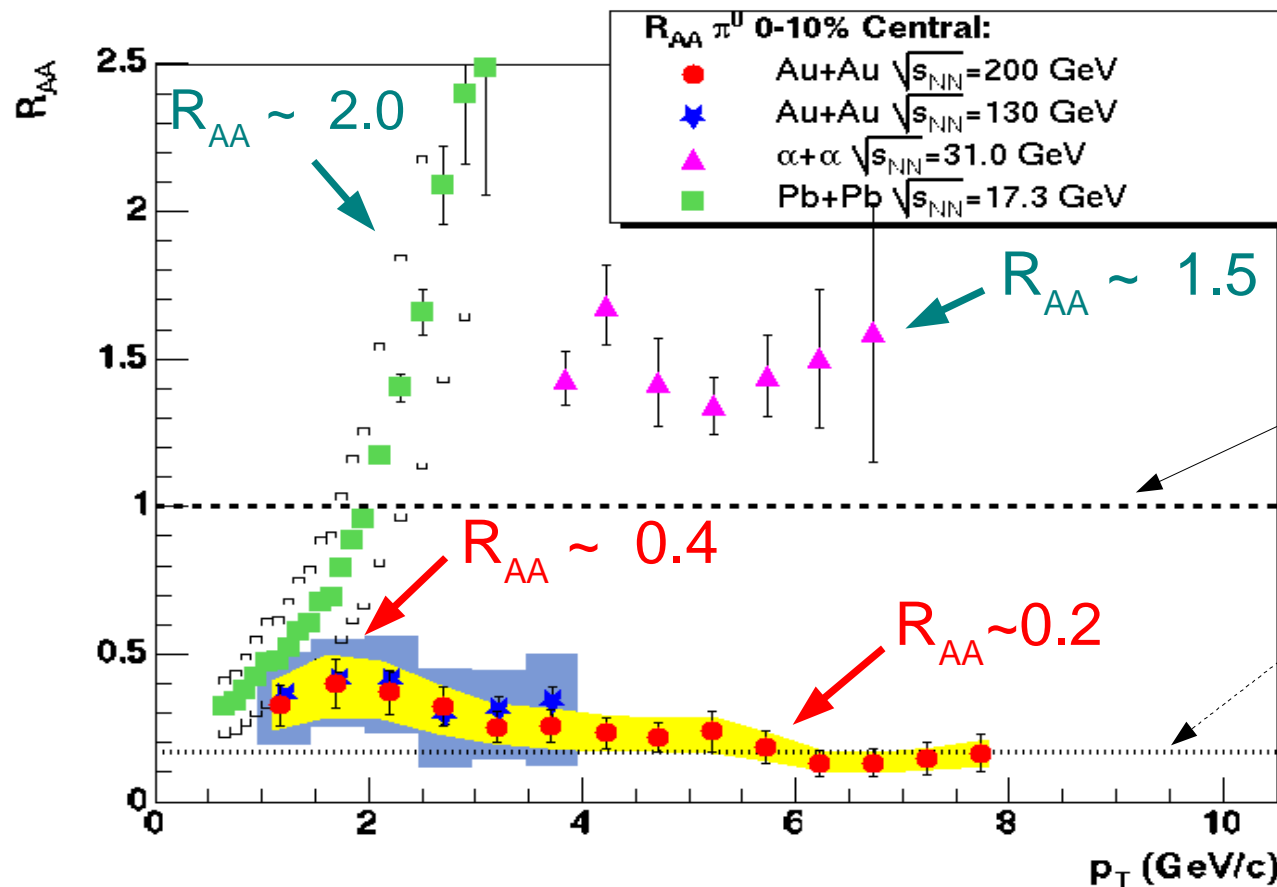 R_AA π⁰ 0-10% Central:
Au+Au √s_NN=200 GeV
Au+Au √s_NN=130 GeV
α+α √s_NN=31.0 GeV
Pb+Pb √s_NN=17.3 GeV
R_AA
2.5
2
1.5
1
0.5
0
R_AA ~ 2.0
R_AA ~ 1.5
R_AA ~ 0.4
R_AA ~0.2
0 2 4 6 8 10
p_T (GeV/c)